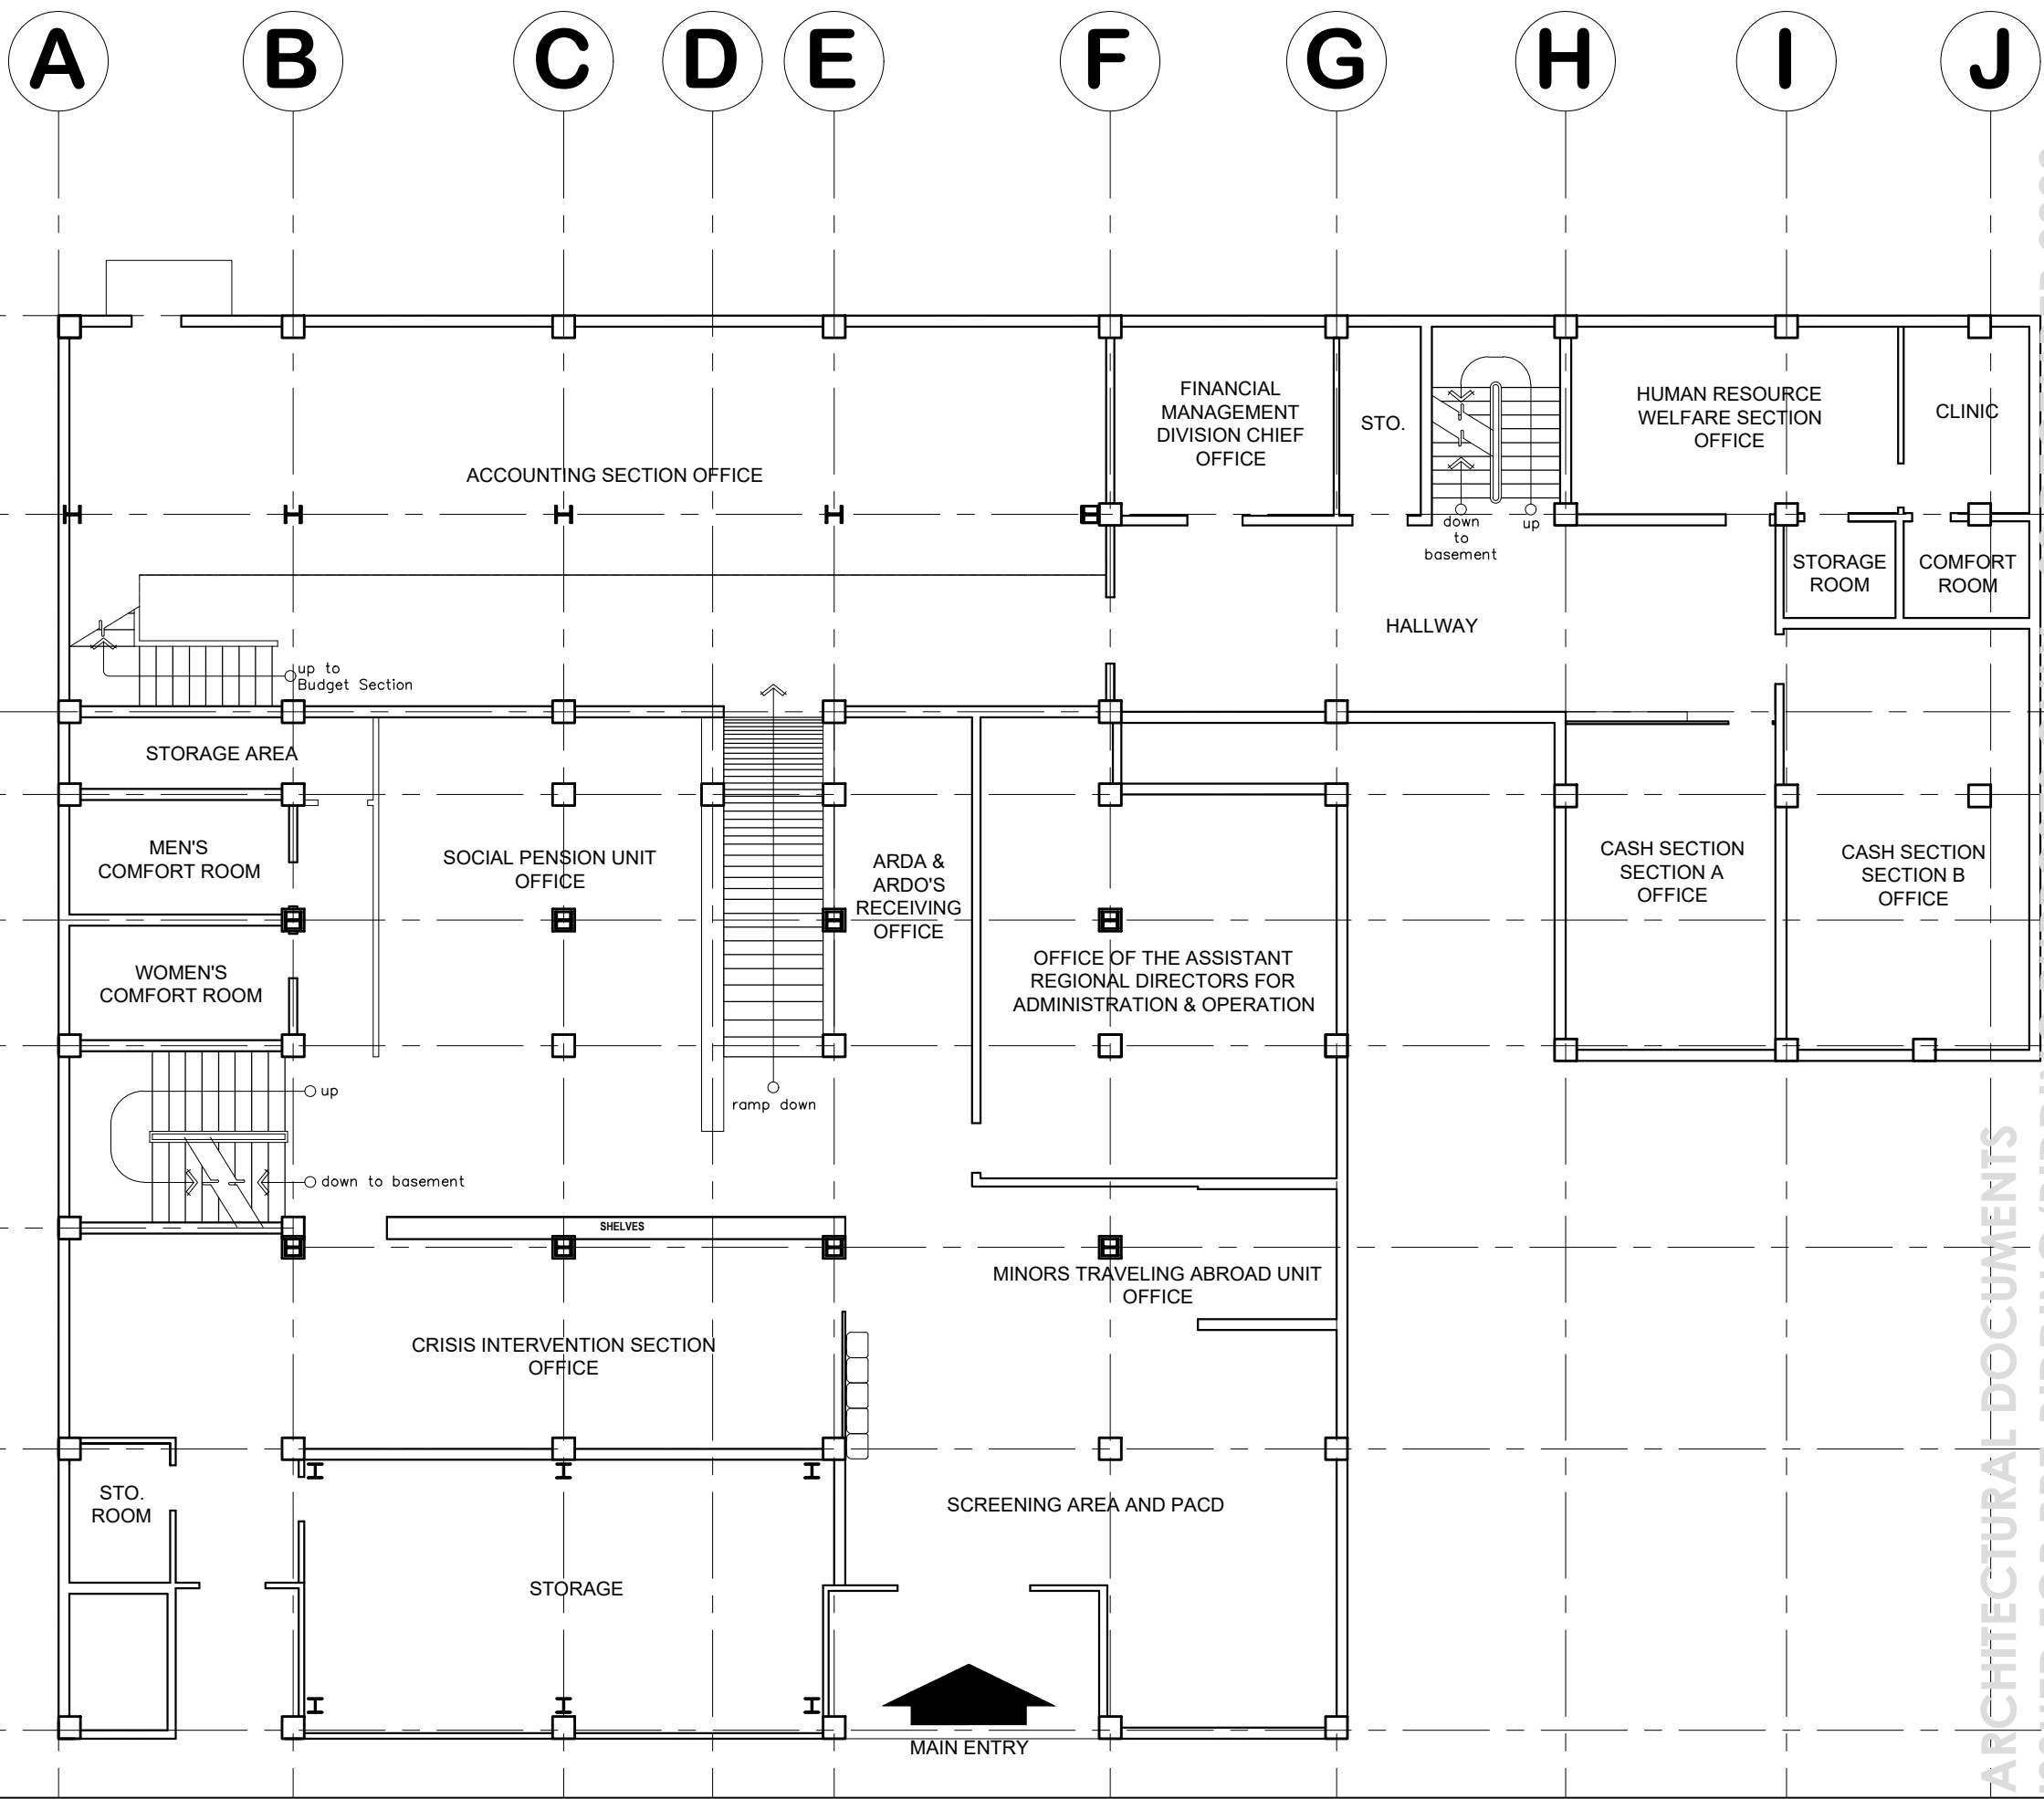 A B C D E F G H I J
FINANCIAL
MANAGEMENT
DIVISION CHIEF
OFFICE
STO.
HUMAN RESOURCE
WELFARE SECTION
OFFICE
CLINIC
ACCOUNTING SECTION OFFICE
down
to
basement
up
STORAGE
ROOM
COMFORT
ROOM
HALLWAY
up to
Budget Section
STORAGE AREA
MEN'S
COMFORT ROOM
SOCIAL PENSION UNIT
OFFICE
ARDA &
ARDO'S
RECEIVING
OFFICE
CASH SECTION
SECTION A
OFFICE
CASH SECTION
SECTION B
OFFICE
WOMEN'S
COMFORT ROOM
OFFICE OF THE ASSISTANT
REGIONAL DIRECTORS FOR
ADMINISTRATION & OPERATION
up
ramp down
down to basement
SHELVES
MINORS TRAVELING ABROAD UNIT
OFFICE
CRISIS INTERVENTION SECTION
OFFICE
STO.
ROOM
SCREENING AREA AND PACD
STORAGE
MAIN ENTRY
ARCHITECTURAL DOCUMENTS